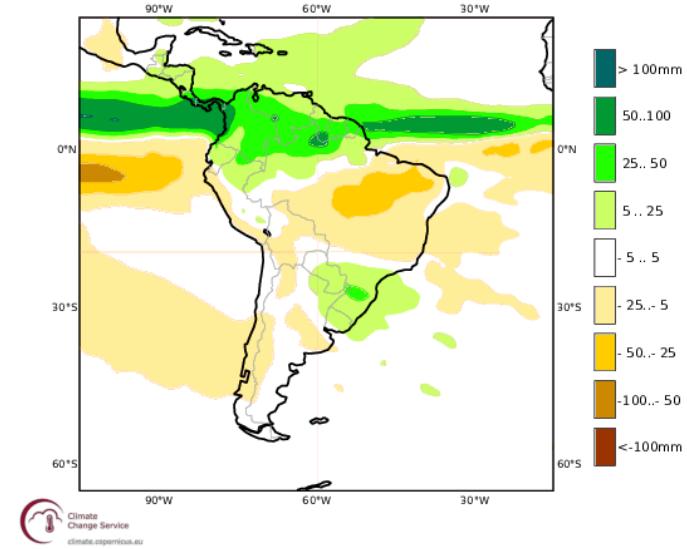 90°W 60°W 30°W
> 100mm
50.100
25.. 50
0°N 0°N
5 .. 25
- 5 .. 5
30°S 30°S
- 25..- 5
- 50..- 25
-100..- 50
<-100mm
60°S 60°S
90°W 60°W 30°W
Climate
Change Service
climate.copernicus.eu